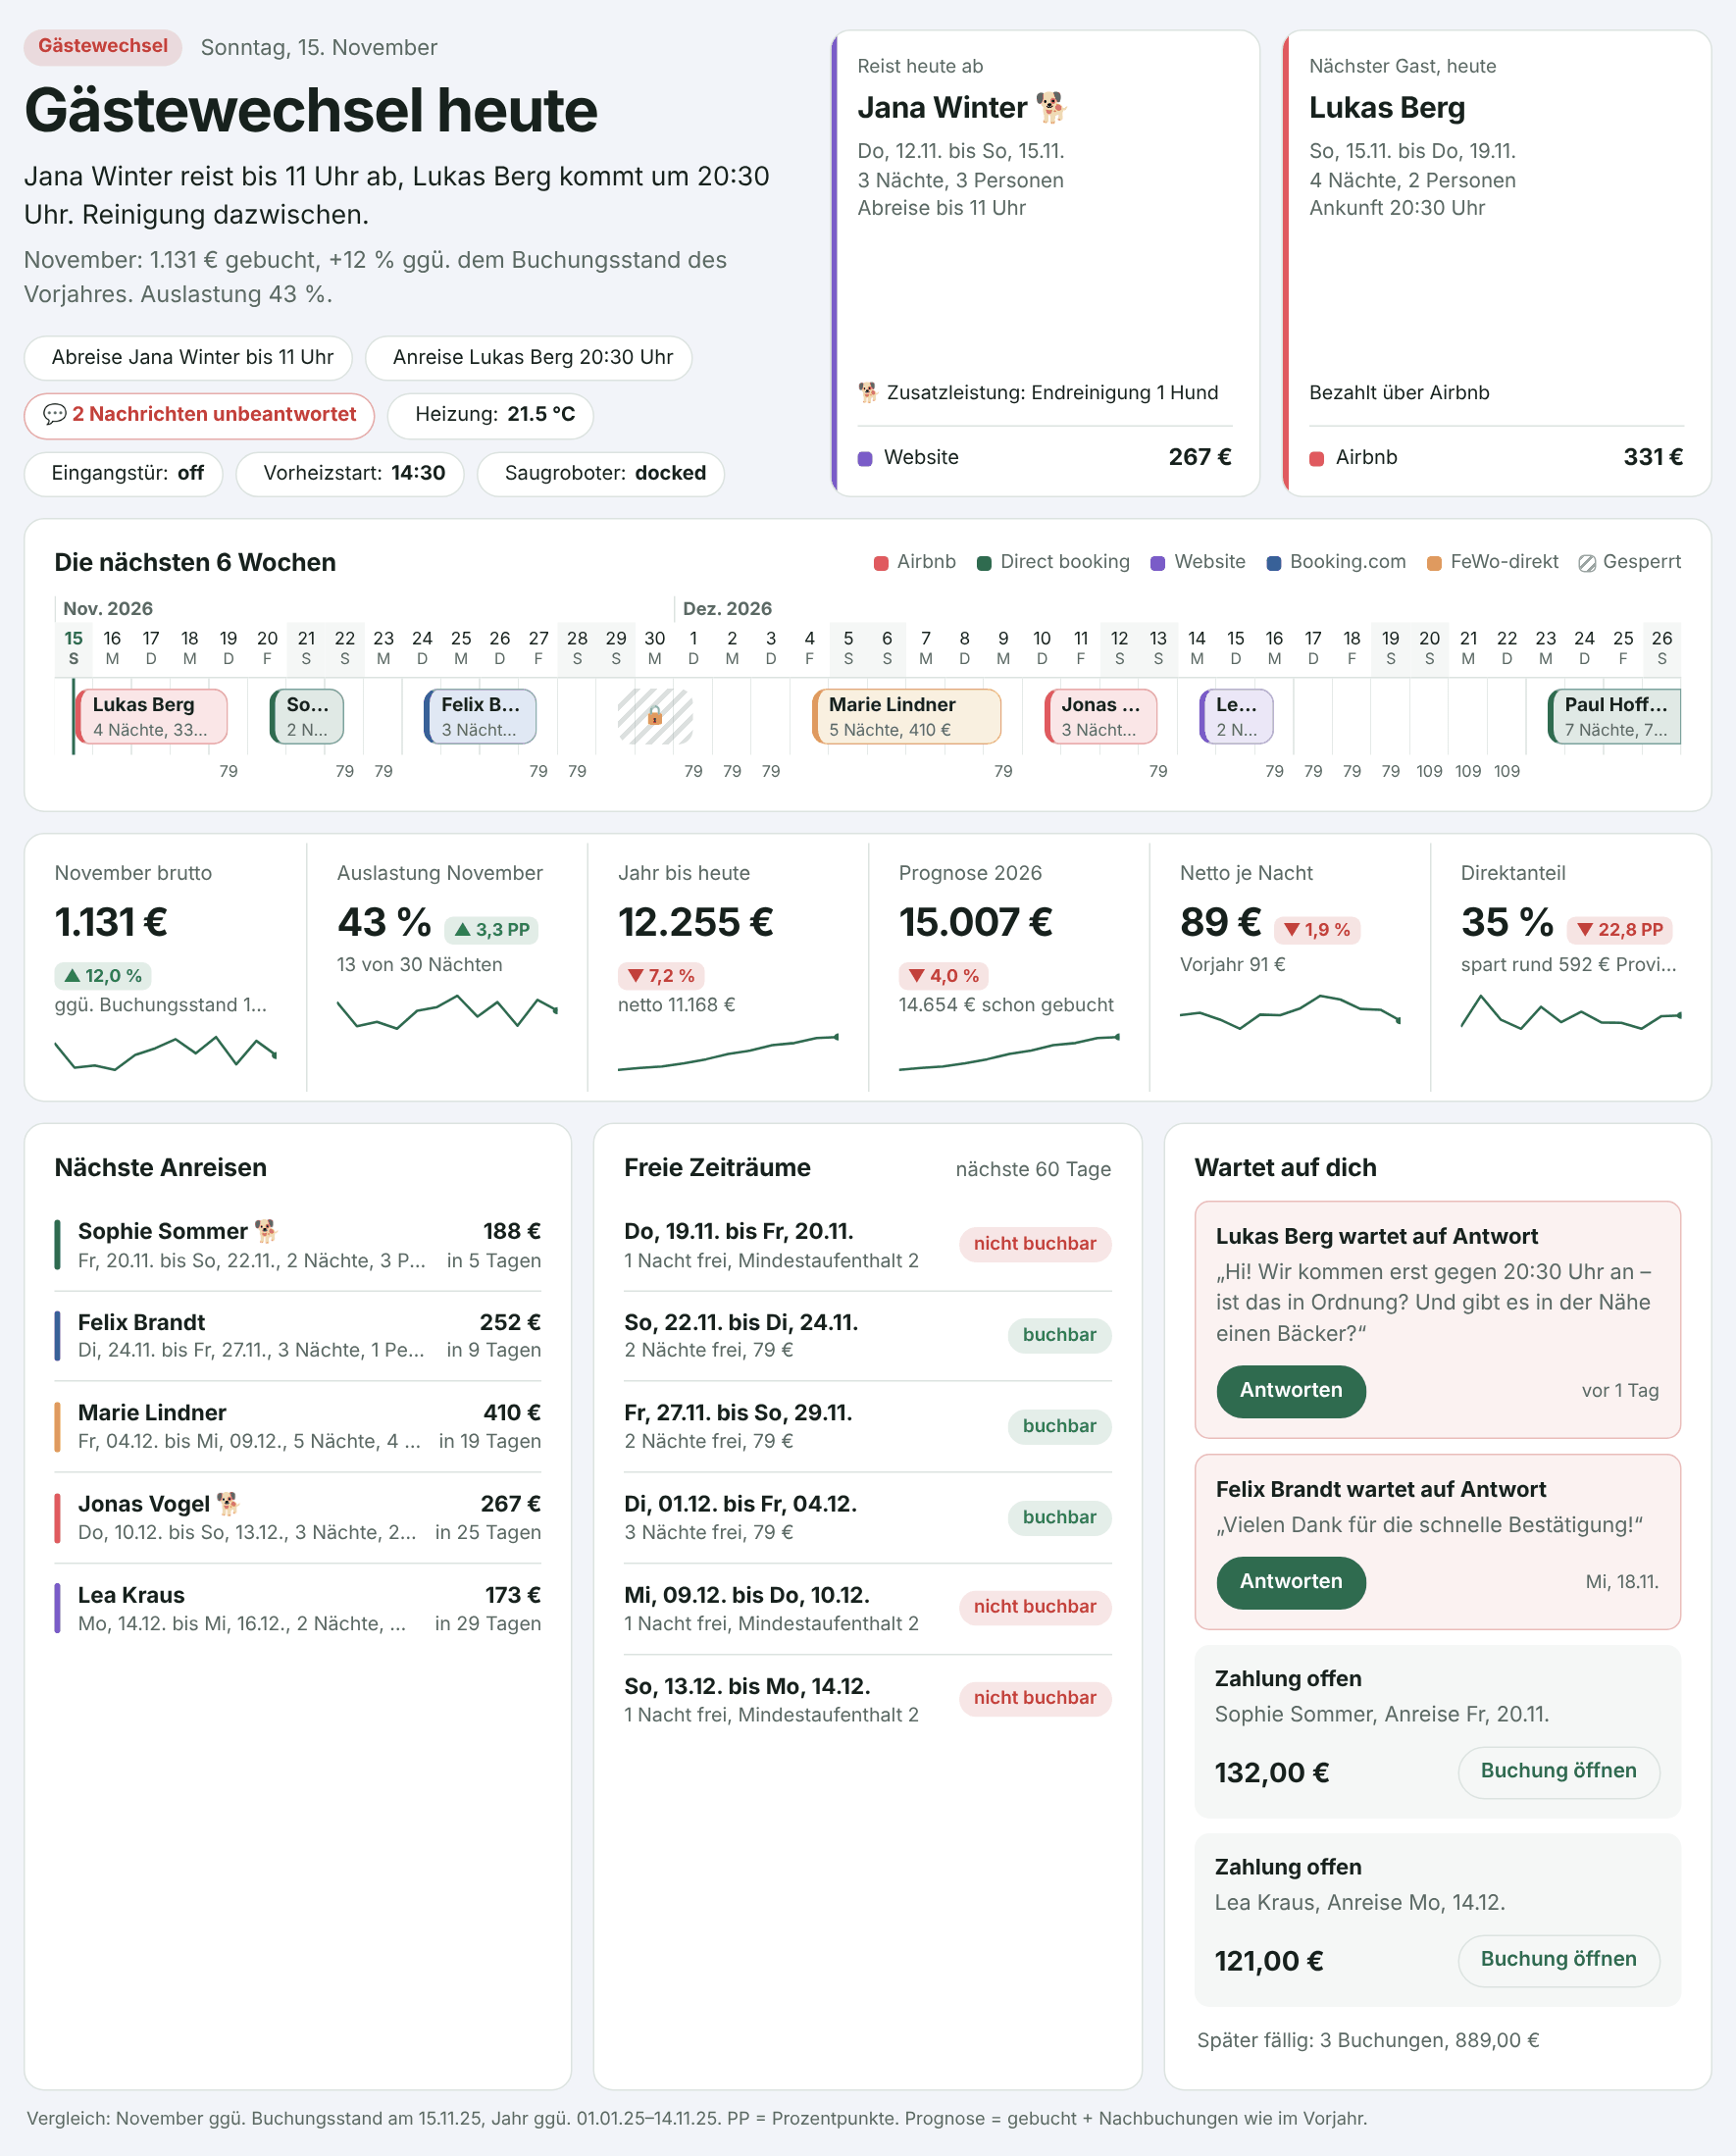 Gästewechsel Sonntag, 15. November
Gästewechsel heute
Jana Winter reist bis 11 Uhr ab, Lukas Berg kommt um 20:30
Uhr. Reinigung dazwischen.
November: 1.131 € gebucht, +12 % ggü. dem Buchungsstand des
Vorjahres. Auslastung 43 %.
Abreise Jana Winter bis 11 Uhr
Anreise Lukas Berg 20:30 Uhr
💬 2 Nachrichten unbeantwortet
Heizung: 21.5 °C
Eingangstür: off
Vorheizstart: 14:30
Saugroboter: docked
Reist heute ab
Jana Winter 🐕
Do, 12.11. bis So, 15.11.
3 Nächte, 3 Personen
Abreise bis 11 Uhr
🐕 Zusatzleistung: Endreinigung 1 Hund
Website 267 €
Nächster Gast, heute
Lukas Berg
So, 15.11. bis Do, 19.11.
4 Nächte, 2 Personen
Ankunft 20:30 Uhr
Bezahlt über Airbnb
Airbnb 331 €
Die nächsten 6 Wochen
Airbnb Direct booking Website Booking.com FeWo-direkt Gesperrt
Nov. 2026 Dez. 2026
15 16 17 18 19 20 21 22 23 24 25 26 27 28 29 30 1 2 3 4 5 6 7 8 9 10 11 12 13 14 15 16 17 18 19 20 21 22 23 24 25 26
S M D M D F S S M D M D F S S M D M D F S S M D M D F S S M D M D F S S M D M D F S
Lukas Berg So... Felix B... 🔒 Marie Lindner Jonas ... Le... Paul Hoff...
4 Nächte, 33... 2 N... 3 Nächt... 5 Nächte, 410 € 3 Nächt... 2 N... 7 Nächte, 7...
79 79 79 79 79 79 79 79 79 79 79 79 79 79 109 109 109
November brutto
1.131 €
▲ 12,0 %
ggü. Buchungsstand 1...
Auslastung November
43 % ▲ 3,3 PP
13 von 30 Nächten
Jahr bis heute
12.255 €
▼ 7,2 %
netto 11.168 €
Prognose 2026
15.007 €
▼ 4,0 %
14.654 € schon gebucht
Netto je Nacht
89 € ▼ 1,9 %
Vorjahr 91 €
Direktanteil
35 % ▼ 22,8 PP
spart rund 592 € Provi...
Nächste Anreisen
Sophie Sommer 🐕 188 €
Fr, 20.11. bis So, 22.11., 2 Nächte, 3 P... in 5 Tagen
Felix Brandt 252 €
Di, 24.11. bis Fr, 27.11., 3 Nächte, 1 Pe... in 9 Tagen
Marie Lindner 410 €
Fr, 04.12. bis Mi, 09.12., 5 Nächte, 4 ... in 19 Tagen
Jonas Vogel 🐕 267 €
Do, 10.12. bis So, 13.12., 3 Nächte, 2... in 25 Tagen
Lea Kraus 173 €
Mo, 14.12. bis Mi, 16.12., 2 Nächte, ... in 29 Tagen
Freie Zeiträume nächste 60 Tage
Do, 19.11. bis Fr, 20.11.
1 Nacht frei, Mindestaufenthalt 2
nicht buchbar
So, 22.11. bis Di, 24.11.
2 Nächte frei, 79 €
buchbar
Fr, 27.11. bis So, 29.11.
2 Nächte frei, 79 €
buchbar
Di, 01.12. bis Fr, 04.12.
3 Nächte frei, 79 €
buchbar
Mi, 09.12. bis Do, 10.12.
1 Nacht frei, Mindestaufenthalt 2
nicht buchbar
So, 13.12. bis Mo, 14.12.
1 Nacht frei, Mindestaufenthalt 2
nicht buchbar
Wartet auf dich
Lukas Berg wartet auf Antwort
„Hi! Wir kommen erst gegen 20:30 Uhr an –
ist das in Ordnung? Und gibt es in der Nähe
einen Bäcker?“
Antworten vor 1 Tag
Felix Brandt wartet auf Antwort
„Vielen Dank für die schnelle Bestätigung!“
Antworten Mi, 18.11.
Zahlung offen
Sophie Sommer, Anreise Fr, 20.11.
132,00 € Buchung öffnen
Zahlung offen
Lea Kraus, Anreise Mo, 14.12.
121,00 € Buchung öffnen
Später fällig: 3 Buchungen, 889,00 €
Vergleich: November ggü. Buchungsstand am 15.11.25, Jahr ggü. 01.01.25–14.11.25. PP = Prozentpunkte. Prognose = gebucht + Nachbuchungen wie im Vorjahr.